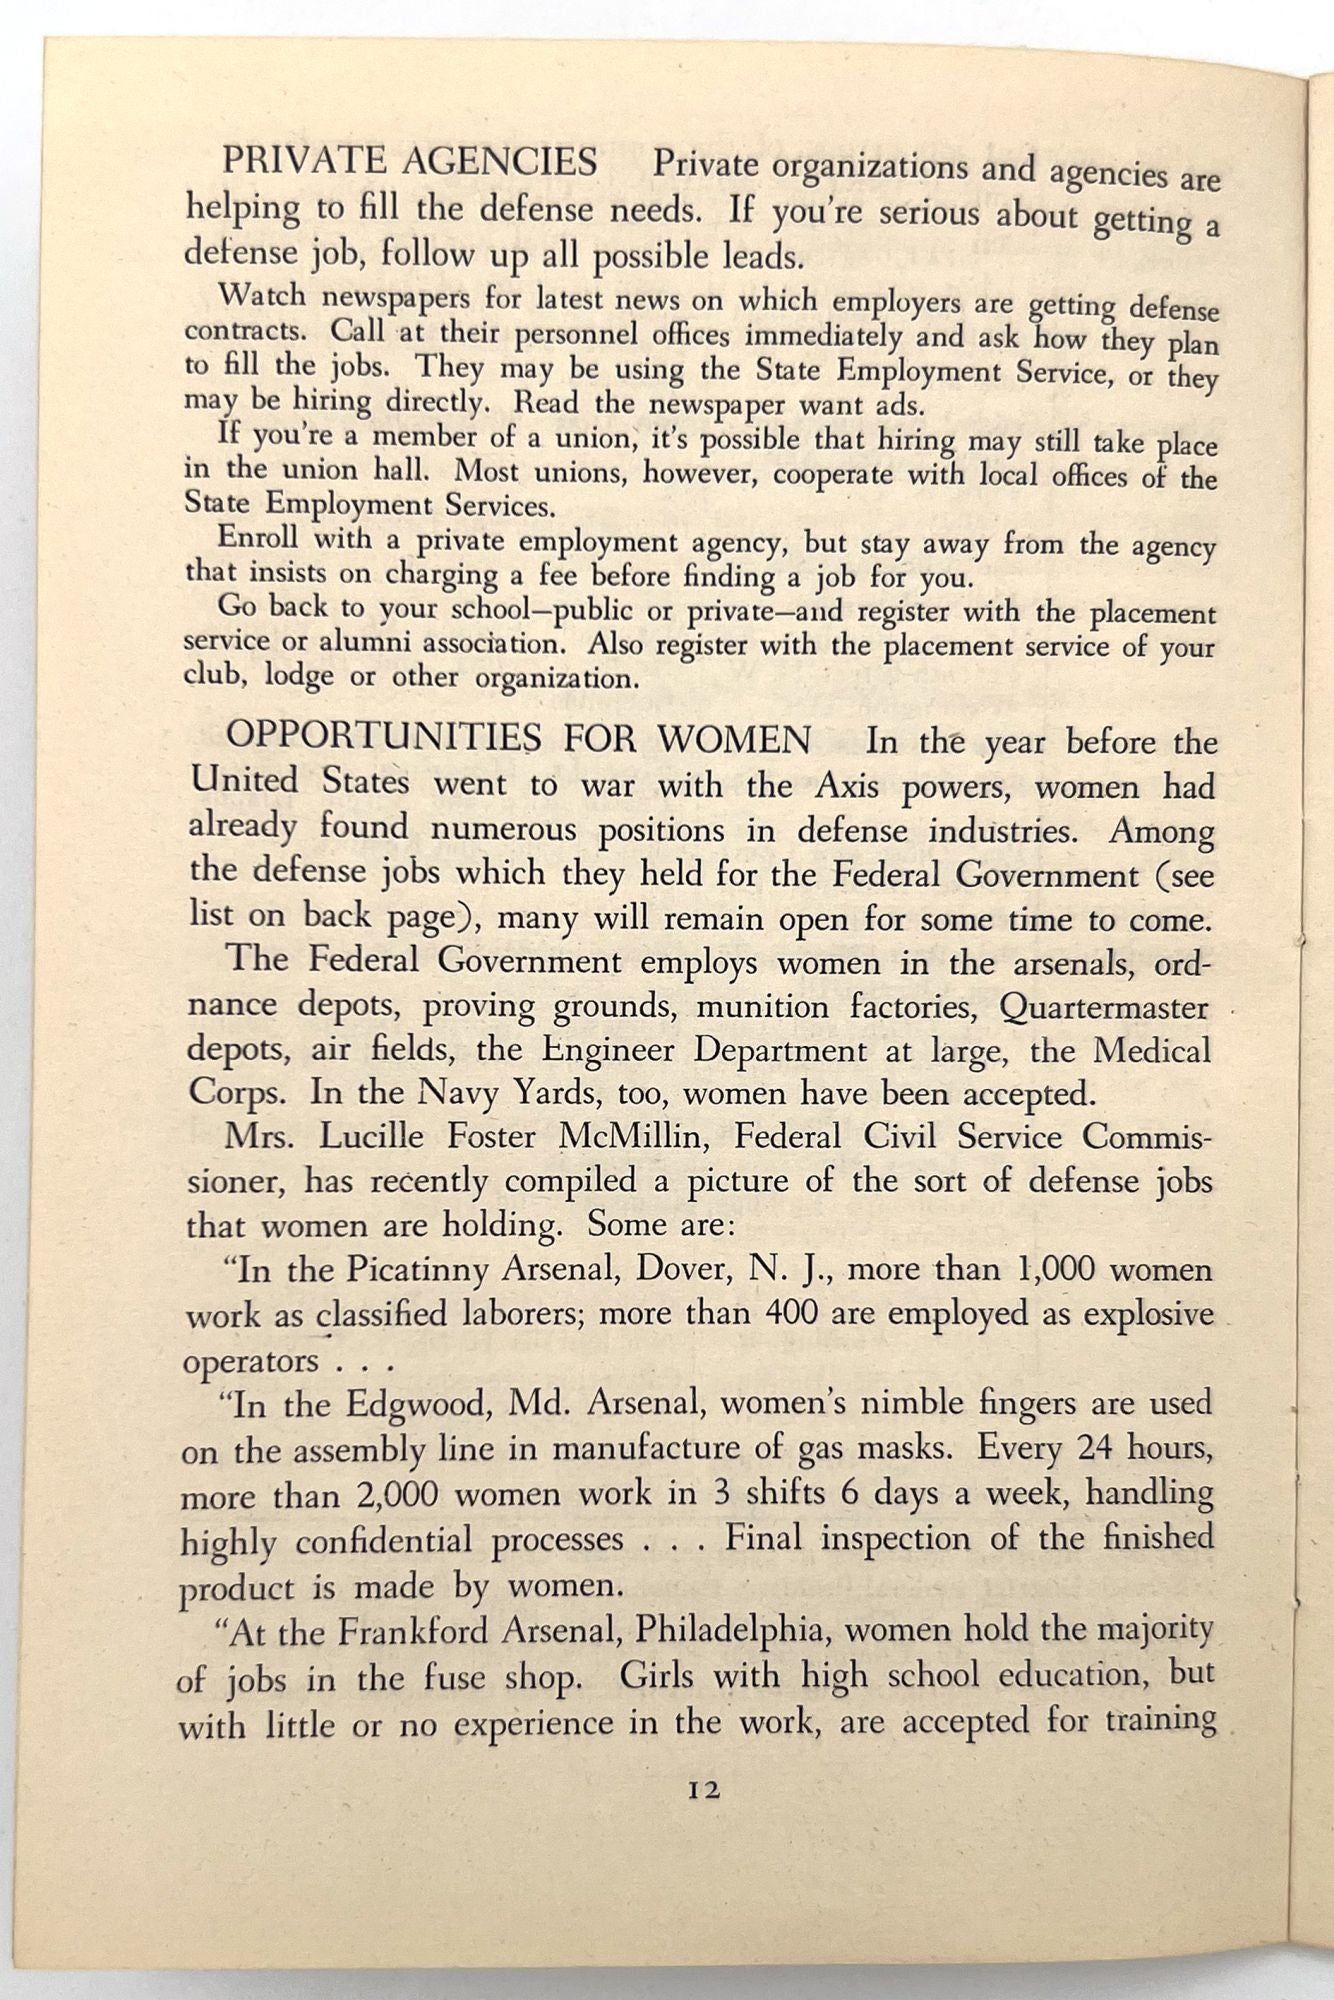 PRIVATE AGENCIES Private organizations and agencies are
helping to fill the defense needs. If you're serious about getting a
defense job, follow up all possible leads.
Watch newspapers for latest news on which employers are getting defense
contracts. Call at their personnel offices immediately and ask how they plan
to fill the jobs. They may be using the State Employment Service, or they
may be hiring directly. Read the newspaper want ads.
If you're a member of a union, it's possible that hiring may still take place
in the union hall. Most unions, however, cooperate with local offices of the
State Employment Services.
Enroll with a private employment agency, but stay away from the agency
that insists on charging a fee before finding a job for you.
Go back to your school—public or private—and register with the placement
service or alumni association. Also register with the placement service of your
club, lodge or other organization.
OPPORTUNITIES FOR WOMEN In the year before the
United States went to war with the Axis powers, women had
already found numerous positions in defense industries. Among
the defense jobs which they held for the Federal Government (see
list on back page), many will remain open for some time to come.
The Federal Government employs women in the arsenals, ord-
nance depots, proving grounds, munition factories, Quartermaster
depots, air fields, the Engineer Department at large, the Medical
Corps. In the Navy Yards, too, women have been accepted.
Mrs. Lucille Foster McMillin, Federal Civil Service Commis-
sioner, has recently compiled a picture of the sort of defense jobs
that women are holding. Some are:
"In the Picatinny Arsenal, Dover, N. J., more than 1,000 women
work as classified laborers; more than 400 are employed as explosive
operators . . .
"In the Edgwood, Md. Arsenal, women's nimble fingers are used
on the assembly line in manufacture of gas masks. Every 24 hours,
more than 2,000 women work in 3 shifts 6 days a week, handling
highly confidential processes . . . Final inspection of the finished
product is made by women.
"At the Frankford Arsenal, Philadelphia, women hold the majority
of jobs in the fuse shop. Girls with high school education, but
with little or no experience in the work, are accepted for training
12